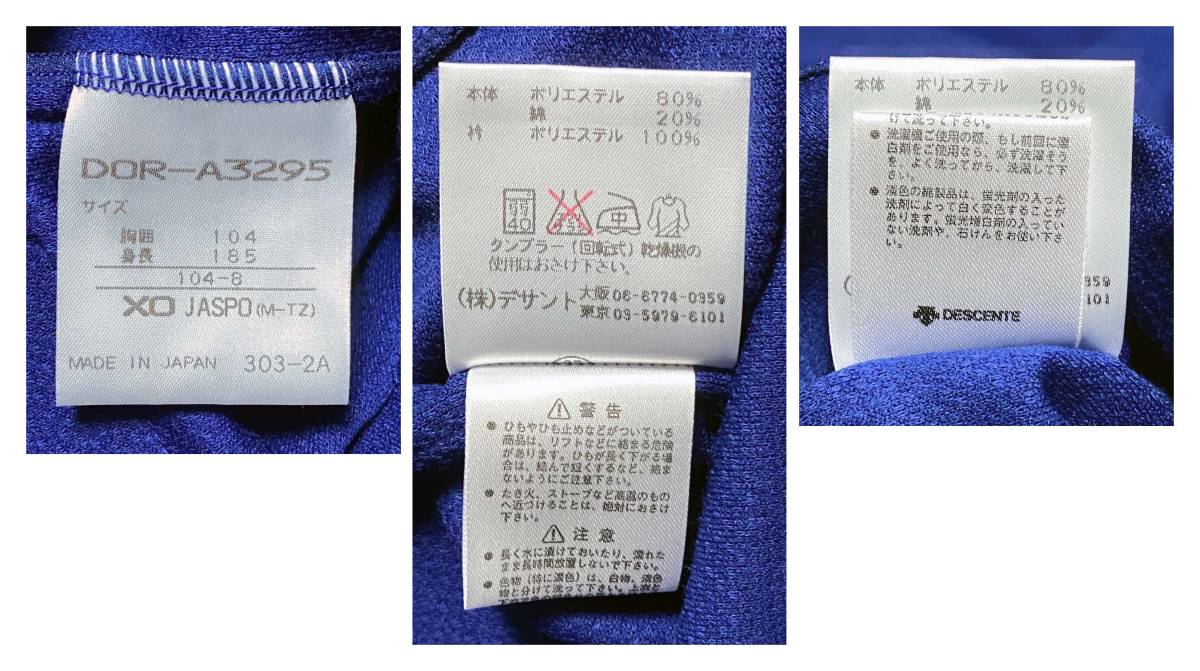 DOR-A3295
サイズ
胸囲 104
身長 185
104-8
XO JASPO(M-TZ)
MADE IN JAPAN 303-2A
本体 ポリエステル 80%
綿 20%
衿 ポリエステル 100%
40
中
タンブラー(回転式)乾燥機の
使用はおさけ下さい。
(株)デサント 大阪 06-6774-0359
東京 03-5979-6101
警告
● ひもやひも止めなどがついている
商品は、リフトなどに絡まる危険
があります。ひもが長く下がる場
合は、結んで短くするなど、絡ま
ないようにご注意下さい。
● たき火、ストーブなど高温のもの
へ近づけることは、絶対におさけ
下さい。
注意
● 長く水に漬けておいたり、濡れた
まま長時間放置しないで下さい。
● 色物(特に濃色)は、白物、淡色
物と分けて洗って下さい。
本体 ポリエステル 80%
綿 20%
けて洗って下さい。
● 洗濯機ご使用の際、もし前回に漂
白剤をご使用なら、必ず洗濯そう
を、よく洗ってから、洗濯して下
さい。
● 淡色の綿製品は、蛍光剤の入った
洗剤によって白く変色することが
あります。蛍光増白剤の入ってい
ない洗剤や、石けんをお使い下さ
い。
359
101
DESCENTE